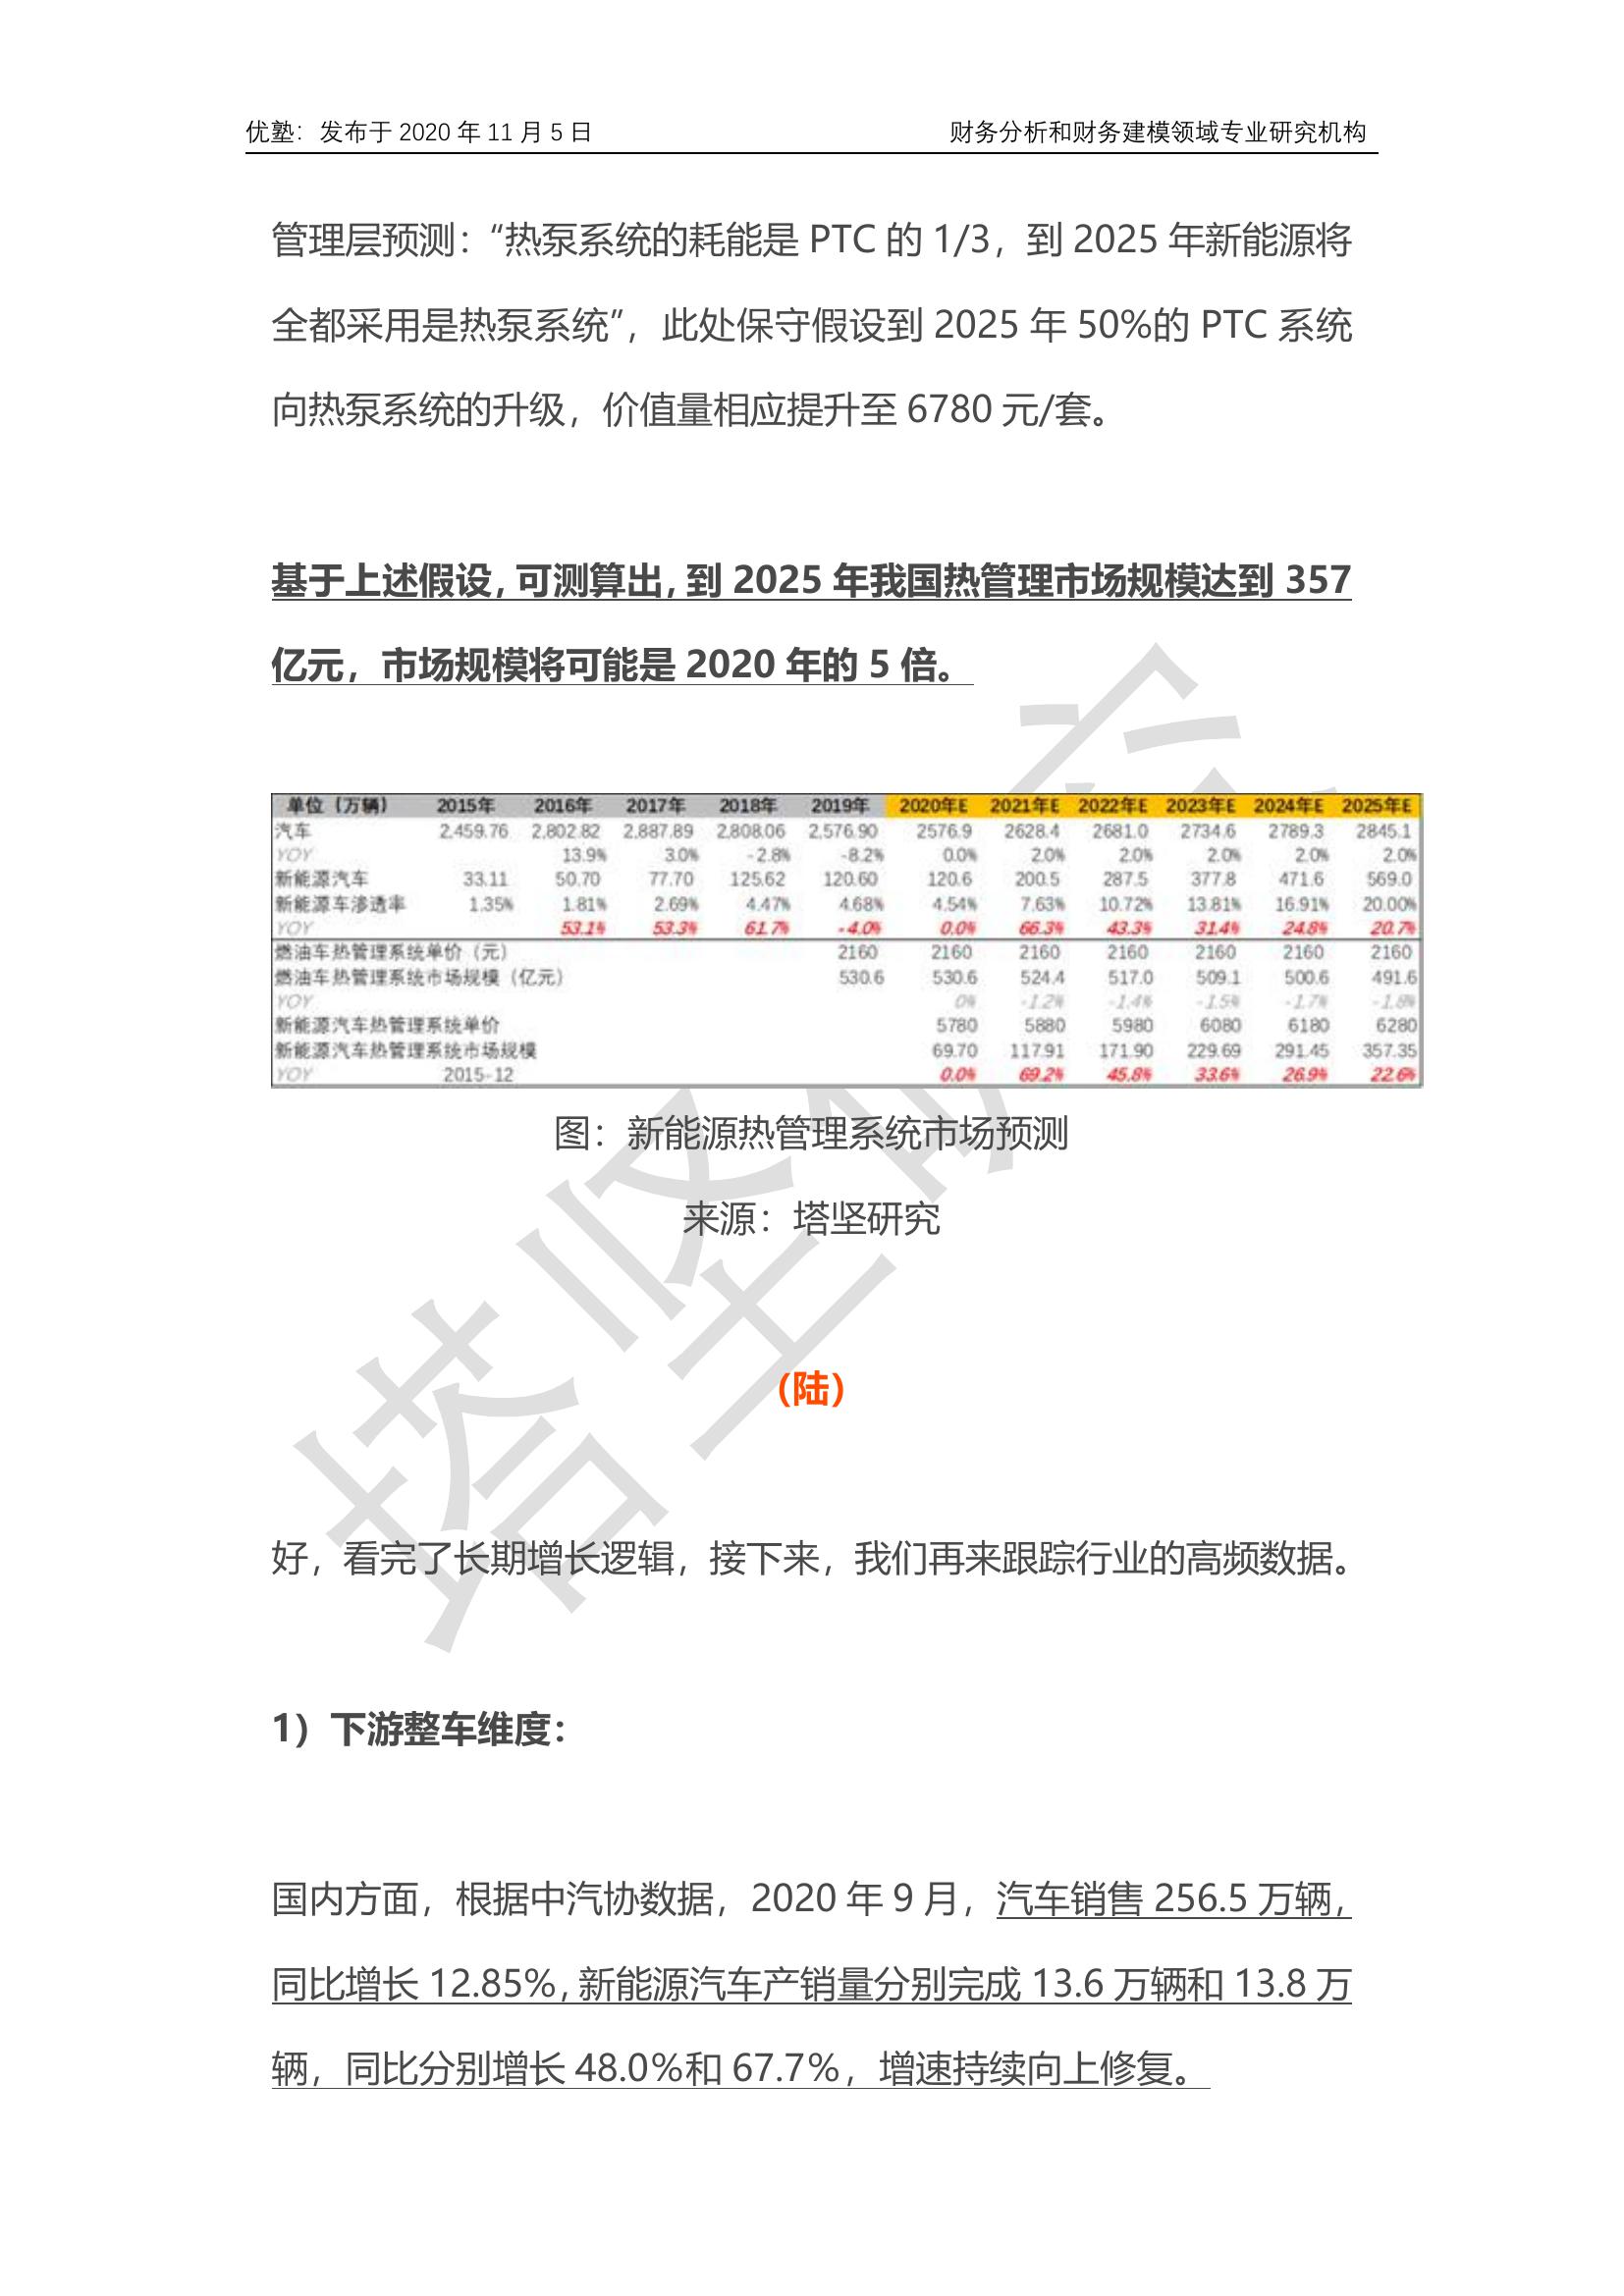 优塾：发布于 2020 年 11 月 5 日 财务分析和财务建模领域专业研究机构
管理层预测：“热泵系统的耗能是 PTC 的 1/3，到 2025 年新能源将
全都采用是热泵系统”，此处保守假设到 2025 年 50%的 PTC 系统
向热泵系统的升级，价值量相应提升至 6780 元/套。
基于上述假设，可测算出，到 2025 年我国热管理市场规模达到 357
亿元，市场规模将可能是 2020 年的 5 倍。
单位（万辆） 2015年 2016年 2017年 2018年 2019年 2020年E 2021年E 2022年E 2023年E 2024年E 2025年E
汽车 2,459.76 2,802.82 2,887.89 2,808.06 2,576.90 2576.9 2628.4 2681.0 2734.6 2789.3 2845.1
YOY 13.9% 3.0% -2.8% -8.2% 0.0% 2.0% 2.0% 2.0% 2.0% 2.0%
新能源汽车 33.11 50.70 77.70 125.62 120.60 120.6 200.5 287.5 377.8 471.6 569.0
新能源车渗透率 1.35% 1.81% 2.69% 4.47% 4.68% 4.54% 7.63% 10.72% 13.81% 16.91% 20.00%
YOY 53.1% 53.3% 61.7% -4.0% 0.0% 66.3% 43.3% 31.4% 24.8% 20.7%
燃油车热管理系统单价（元） 2160 2160 2160 2160 2160 2160 2160
燃油车热管理系统市场规模（亿元） 530.6 530.6 524.4 517.0 509.1 500.6 491.6
YOY 0% -1.2% -1.4% -1.5% -1.7% -1.8%
新能源汽车热管理系统单价 5780 5880 5980 6080 6180 6280
新能源汽车热管理系统市场规模 69.70 117.91 171.90 229.69 291.45 357.35
YOY 2015-12 0.0% 69.2% 45.8% 33.6% 26.9% 22.6%
图：新能源热管理系统市场预测
来源：塔坚研究
（陆）
好，看完了长期增长逻辑，接下来，我们再来跟踪行业的高频数据。
1）下游整车维度：
国内方面，根据中汽协数据，2020 年 9 月，汽车销售 256.5 万辆，
同比增长 12.85%，新能源汽车产销量分别完成 13.6 万辆和 13.8 万
辆，同比分别增长 48.0%和 67.7%，增速持续向上修复。
塔坚研究